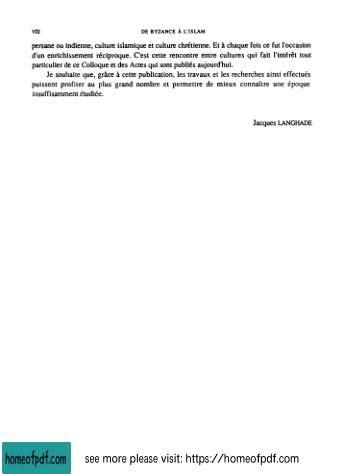 VIII DE BYZANCE À L'ISLAM
persane ou indienne, culture islamique et culture chrétienne. Et à chaque fois ce fut l'occasion
d'un enrichissement réciproque. C'est cette rencontre entre cultures qui fait l'intérêt tout
particulier de ce Colloque et des Actes qui sont publiés aujourd'hui.
Je souhaite que, grâce à cette publication, les travaux et les recherches ainsi effectués
puissent profiter au plus grand nombre et permettre de mieux connaître une époque
insuffisamment étudiée.
Jacques LANGHADE
homeofpdf.com see more please visit: https://homeofpdf.com